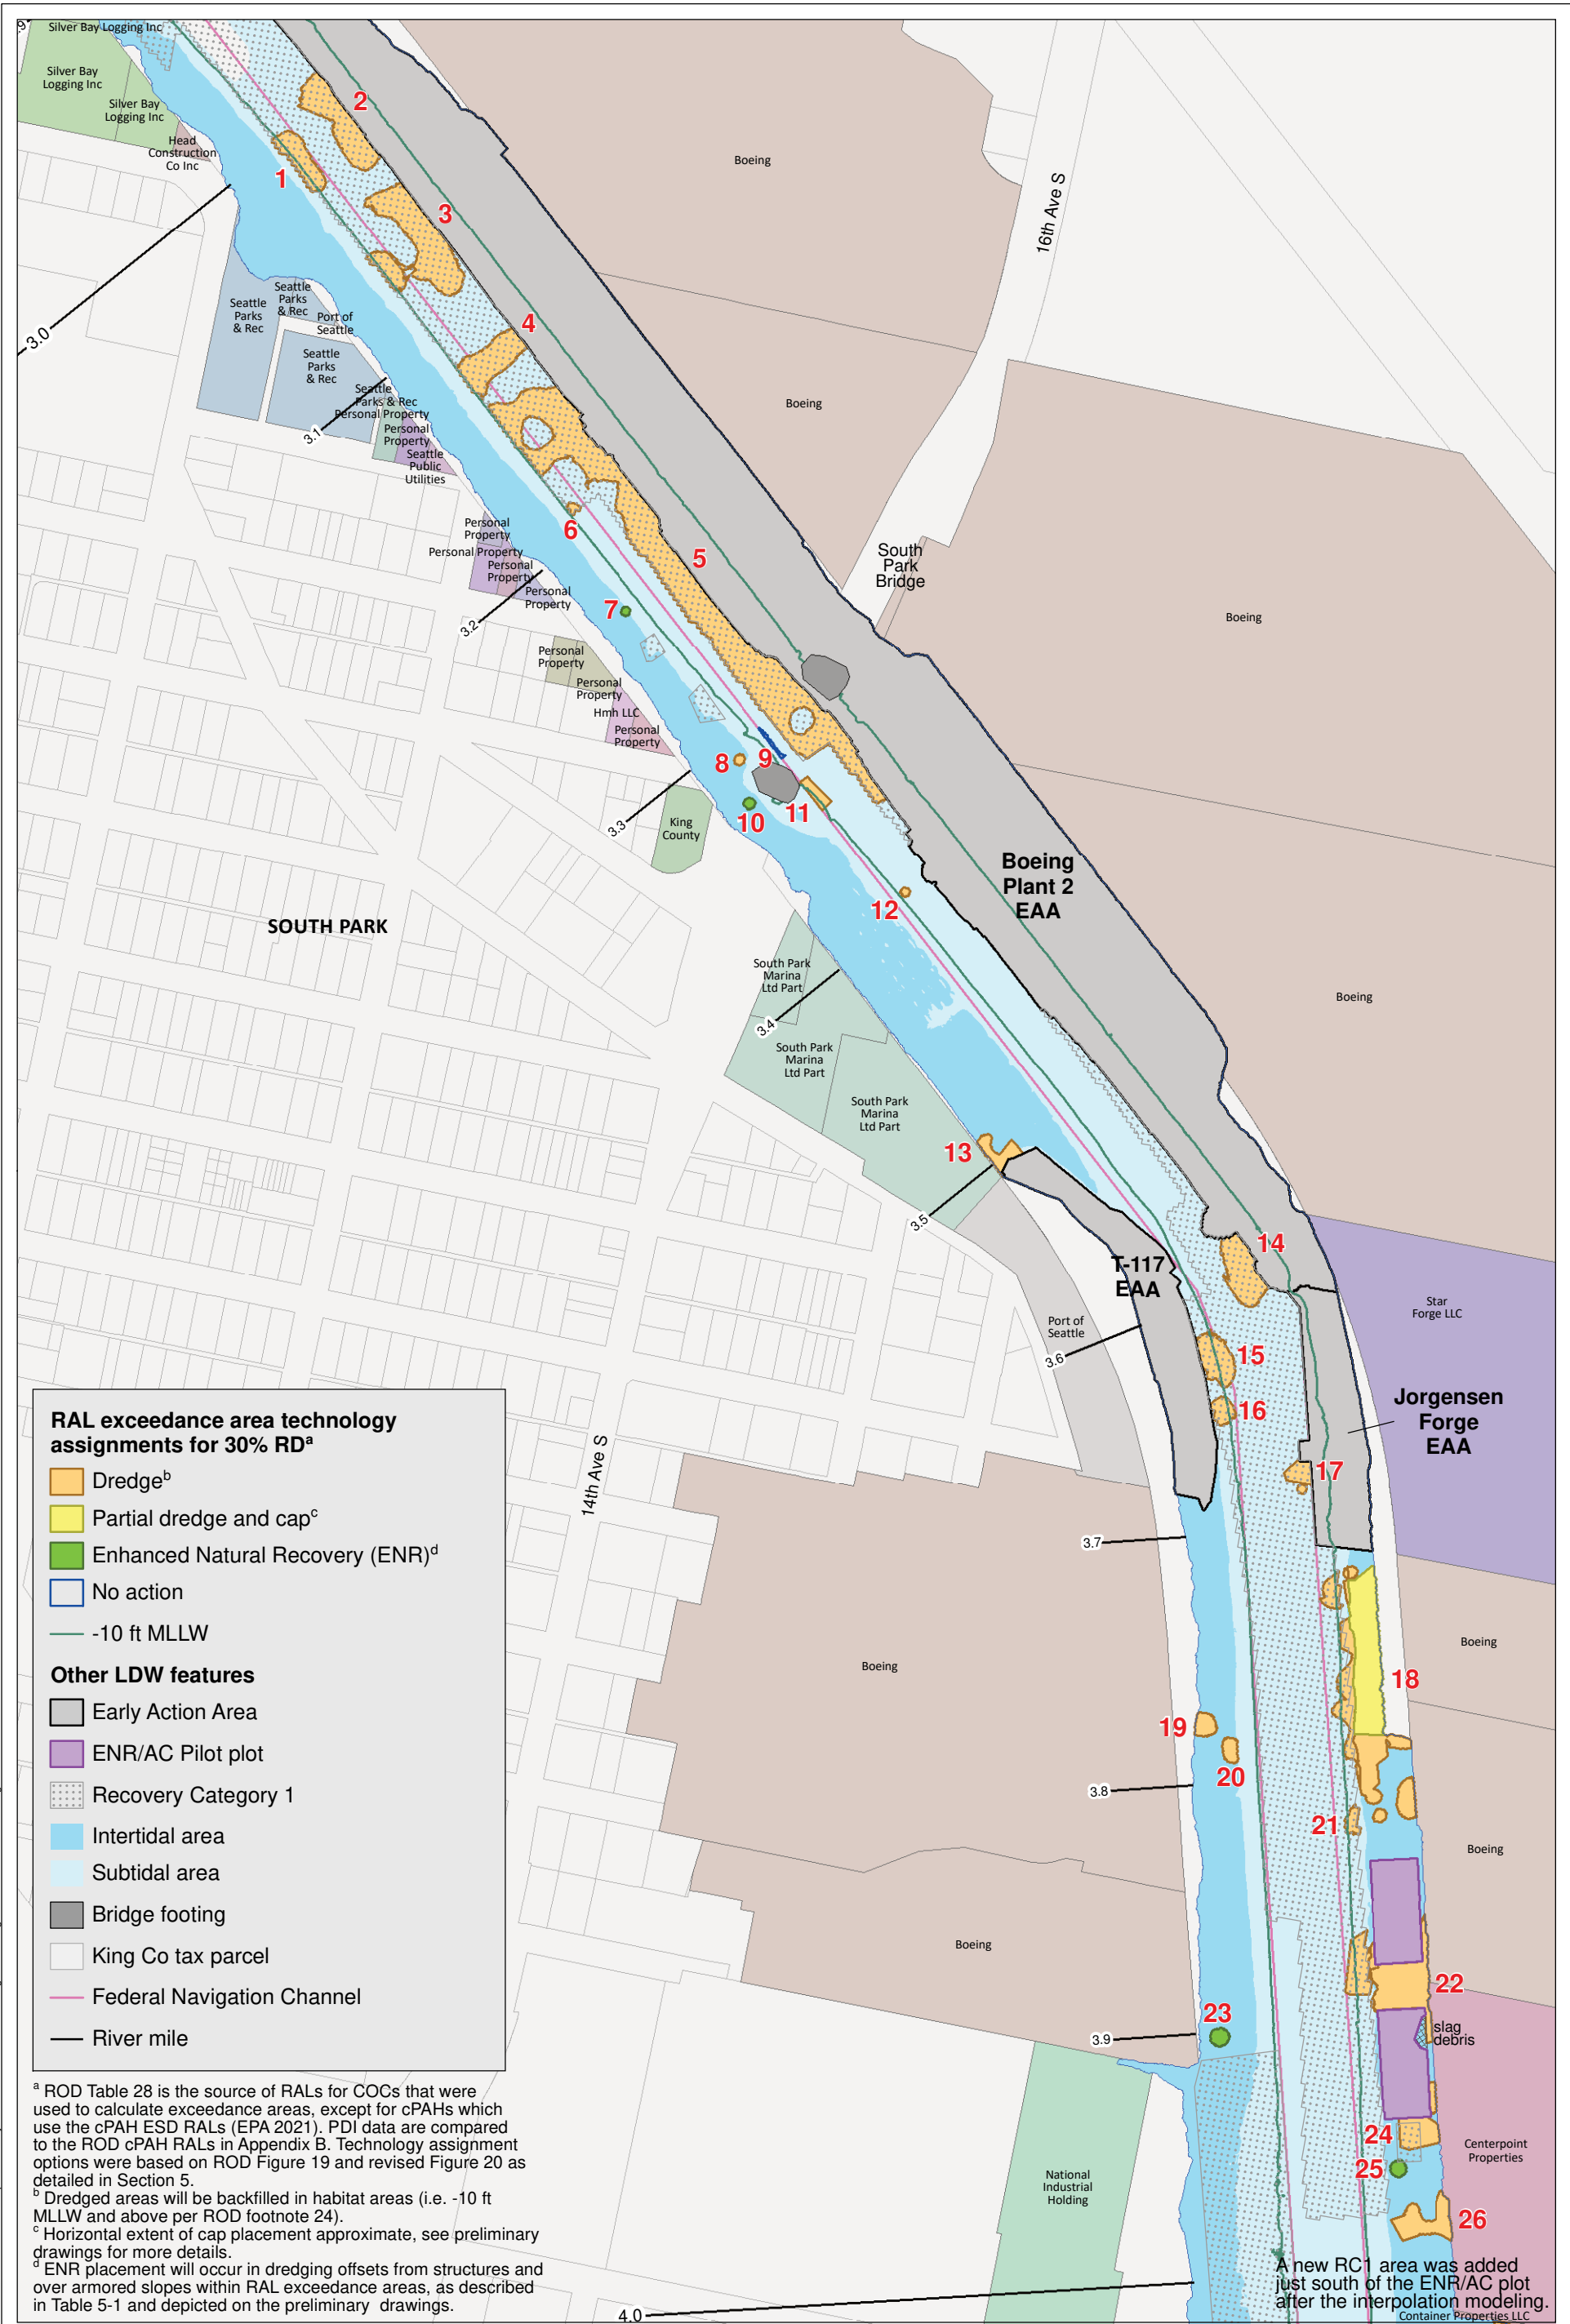 Silver Bay Logging Inc
Silver Bay
Logging Inc
Silver Bay
Logging Inc
Head
Construction
Co Inc
2
1
3
Boeing
16th Ave S
3.0
Seattle
Parks
& Rec
Seattle
Parks
& Rec
Port of
Seattle
Seattle
Parks
& Rec
4
Seattle
Parks & Rec
Personal Property
3.1
Personal
Property
Seattle
Public
Utilities
Boeing
Personal
Property
Personal Property
Personal
Property
Personal
Property
3.2
6
5
South
Park
Bridge
7
Boeing
Personal
Property
Personal
Property
Hmh LLC
Personal
Property
8
9
10
11
3.3
King
County
Boeing
Plant 2
EAA
12
SOUTH PARK
South Park
Marina
Ltd Part
3.4
Boeing
South Park
Marina
Ltd Part
South Park
Marina
Ltd Part
13
3.5
14
T-117
EAA
Star
Forge LLC
Port of
Seattle
3.6
15
16
Jorgensen
Forge
EAA
17
14th Ave S
3.7
Boeing
Boeing
18
19
20
3.8
21
Boeing
Boeing
22
23
slag
debris
3.9
24
25
Centerpoint
Properties
National
Industrial
Holding
26
4.0
A new RC1 area was added
just south of the ENR/AC plot
after the interpolation modeling.
Container Properties LLC
RAL exceedance area technology
assignments for 30% RDa
Dredgeb
Partial dredge and capc
Enhanced Natural Recovery (ENR)d
No action
-10 ft MLLW
Other LDW features
Early Action Area
ENR/AC Pilot plot
Recovery Category 1
Intertidal area
Subtidal area
Bridge footing
King Co tax parcel
Federal Navigation Channel
River mile
a ROD Table 28 is the source of RALs for COCs that were
used to calculate exceedance areas, except for cPAHs which
use the cPAH ESD RALs (EPA 2021). PDI data are compared
to the ROD cPAH RALs in Appendix B. Technology assignment
options were based on ROD Figure 19 and revised Figure 20 as
detailed in Section 5.
b Dredged areas will be backfilled in habitat areas (i.e. -10 ft
MLLW and above per ROD footnote 24).
c Horizontal extent of cap placement approximate, see preliminary
drawings for more details.
d ENR placement will occur in dredging offsets from structures and
over armored slopes within RAL exceedance areas, as described
in Table 5-1 and depicted on the preliminary drawings.